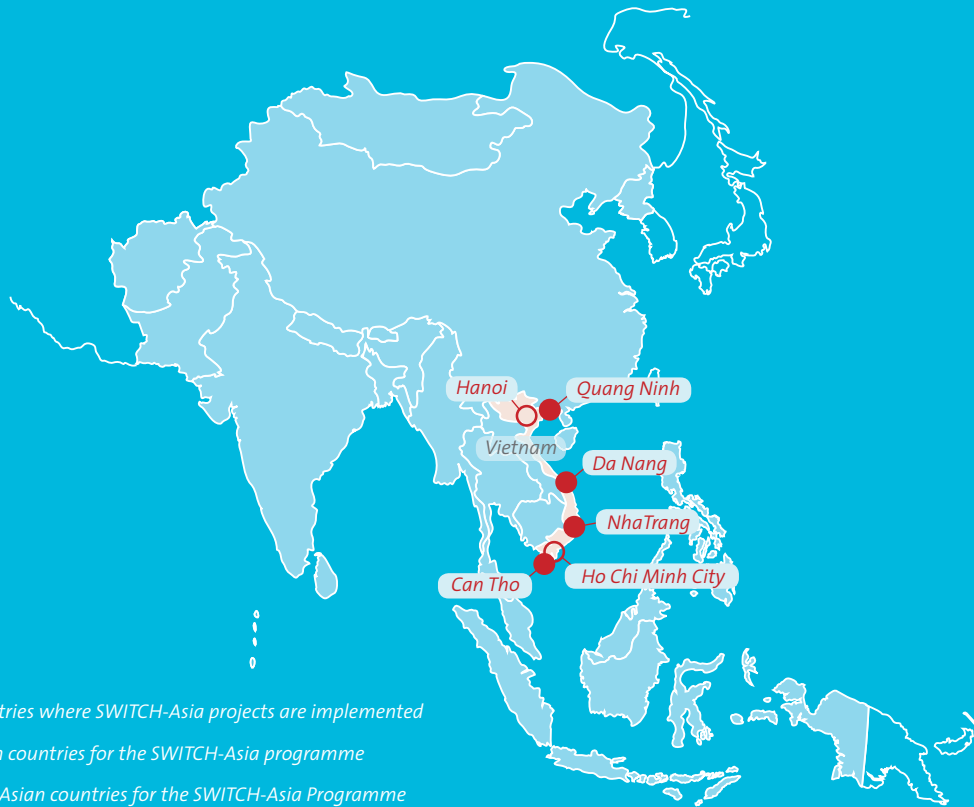 Hanoi
Quang Ninh
Vietnam
Da Nang
NhaTrang
Ho Chi Minh City
Can Tho
tries where SWITCH-Asia projects are implemented
countries for the SWITCH-Asia programme
Asian countries for the SWITCH-Asia Programme